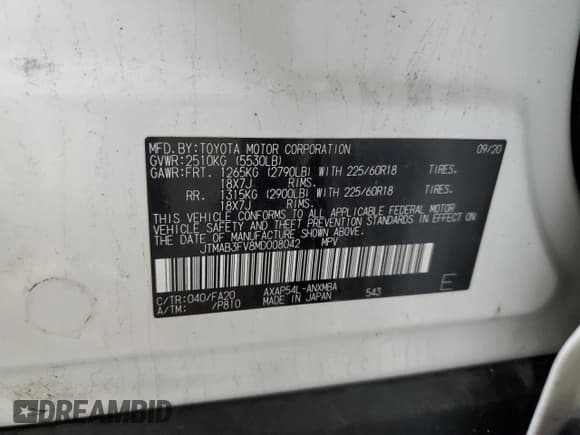 MFD.BY:TOYOTA MOTOR CORPORATION 09/20
GVWR:2510KG (5530LB)
GAWR:FRT. 1265KG (2790LB) WITH 225/60R18 TIRES.
18X7J RIMS.
RR. 1315KG (2900LB) WITH 225/60R18 TIRES.
18X7J RIMS.
THIS VEHICLE CONFORMS TO ALL APPLICABLE FEDERAL MOTOR
VEHICLE SAFETY AND THEFT PREVENTION STANDARDS IN EFFECT ON
THE DATE OF MANUFACTURE SHOWN ABOVE.
JTMAB3FV8MD008042 MPV
C/TR:040/FA20 AXAP54L-ANXMBA 543 E
A/TM: /P810 MADE IN JAPAN
DREAMBID